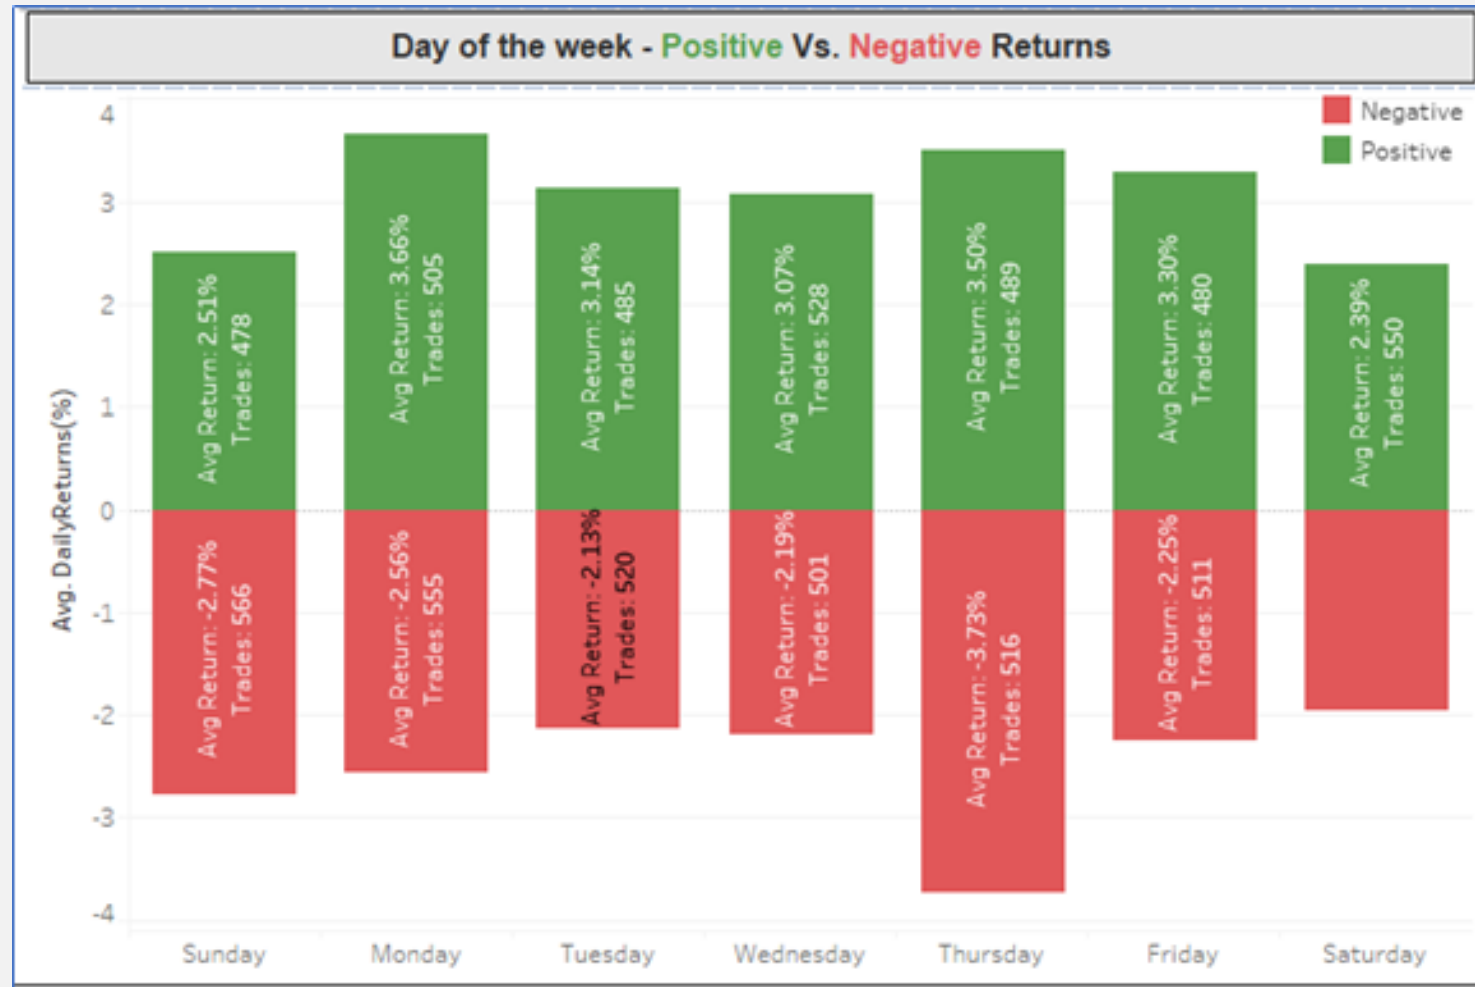 Day of the week - Positive Vs. Negative Returns
Negative
Positive
Avg. DailyReturns(%)
4
3
2
1
0
-1
-2
-3
-4
Avg Return: 2.51%
Trades: 478
Avg Return: 3.66%
Trades: 505
Avg Return: 3.14%
Trades: 485
Avg Return: 3.07%
Trades: 528
Avg Return: 3.50%
Trades: 489
Avg Return: 3.30%
Trades: 480
Avg Return: 2.39%
Trades: 550
Avg Return: -2.77%
Trades: 566
Avg Return: -2.56%
Trades: 555
Avg Return: -2.13%
Trades: 520
Avg Return: -2.19%
Trades: 501
Avg Return: -3.73%
Trades: 516
Avg Return: -2.25%
Trades: 511
Sunday
Monday
Tuesday
Wednesday
Thursday
Friday
Saturday